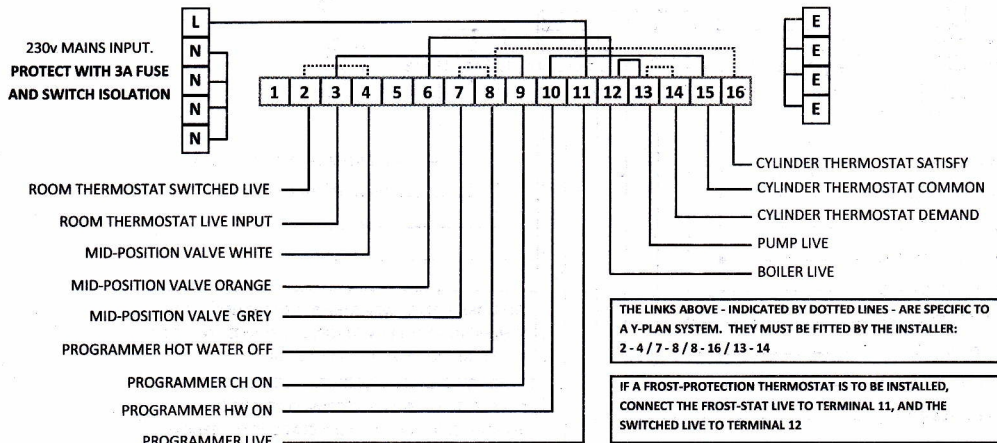 L
N
N
N
N
230v MAINS INPUT.
PROTECT WITH 3A FUSE
AND SWITCH ISOLATION
1 2 3 4 5 6 7 8 9 10 11 12 13 14 15 16
E
E
E
E
ROOM THERMOSTAT SWITCHED LIVE
ROOM THERMOSTAT LIVE INPUT
MID-POSITION VALVE WHITE
MID-POSITION VALVE ORANGE
MID-POSITION VALVE GREY
PROGRAMMER HOT WATER OFF
PROGRAMMER CH ON
PROGRAMMER HW ON
PROGRAMMER LIVE
CYLINDER THERMOSTAT SATISFY
CYLINDER THERMOSTAT COMMON
CYLINDER THERMOSTAT DEMAND
PUMP LIVE
BOILER LIVE
THE LINKS ABOVE - INDICATED BY DOTTED LINES - ARE SPECIFIC TO
A Y-PLAN SYSTEM. THEY MUST BE FITTED BY THE INSTALLER:
2 - 4 / 7 - 8 / 8 - 16 / 13 - 14
IF A FROST-PROTECTION THERMOSTAT IS TO BE INSTALLED,
CONNECT THE FROST-STAT LIVE TO TERMINAL 11, AND THE
SWITCHED LIVE TO TERMINAL 12